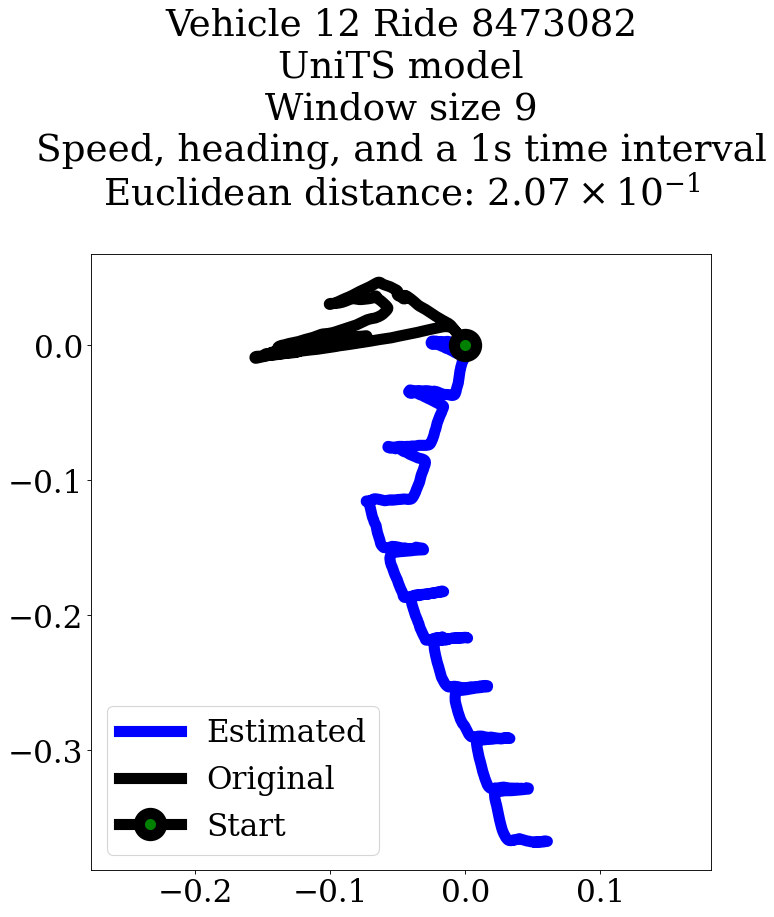 Vehicle 12 Ride 8473082
UniTS model
Window size 9
Speed, heading, and a 1s time interval
Euclidean distance: 2.07 × 10⁻¹
0.0
−0.1
−0.2
−0.3
Estimated
Original
Start
−0.2 −0.1 0.0 0.1